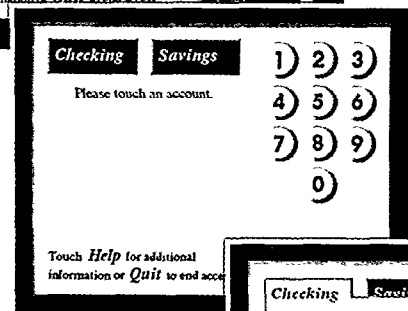 Checking Savings 1 2 3
Please touch an account.
4 5 6
7 8 9
0
Touch Help for additional
information or Quit to end
Checking